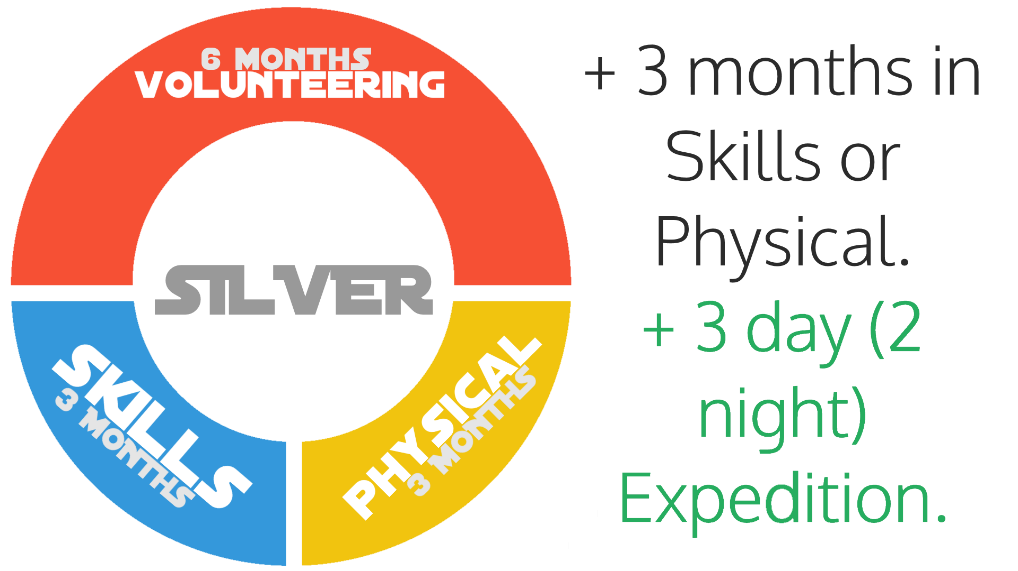 6 MONTHS
VOLUNTEERING
SILVER
SKILLS
3 MONTHS
PHYSICAL
3 MONTHS
+ 3 months in
Skills or
Physical.
+ 3 day (2
night)
Expedition.